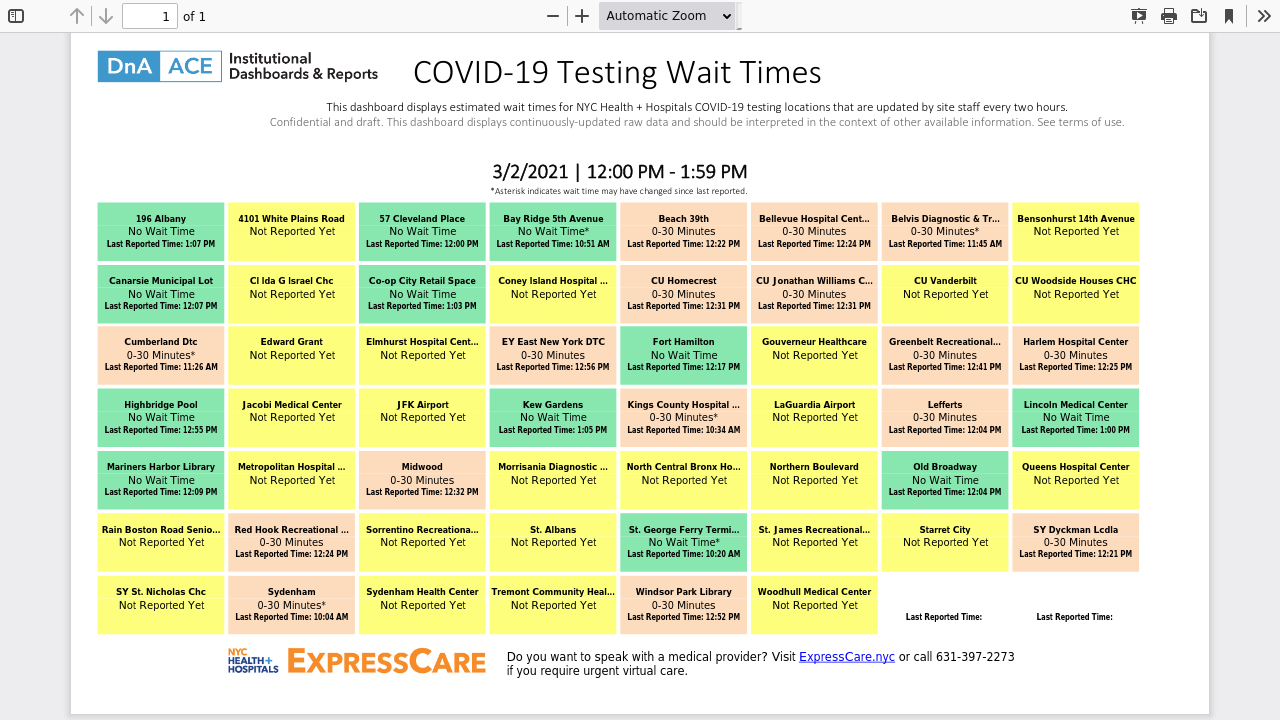 1 of 1 Automatic Zoom
DnA ACE Institutional
Dashboards & Reports
COVID-19 Testing Wait Times
This dashboard displays estimated wait times for NYC Health + Hospitals COVID-19 testing locations that are updated by site staff every two hours.
Confidential and draft. This dashboard displays continuously-updated raw data and should be interpreted in the context of other available information. See terms of use.
3/2/2021 | 12:00 PM - 1:59 PM
*Asterisk indicates wait time may have changed since last reported.
196 Albany
No Wait Time
Last Reported Time: 1:07 PM
4101 White Plains Road
Not Reported Yet
57 Cleveland Place
No Wait Time
Last Reported Time: 12:00 PM
Bay Ridge 5th Avenue
No Wait Time*
Last Reported Time: 10:51 AM
Beach 39th
0-30 Minutes
Last Reported Time: 12:22 PM
Bellevue Hospital Cent...
0-30 Minutes
Last Reported Time: 12:24 PM
Belvis Diagnostic & Tr...
0-30 Minutes*
Last Reported Time: 11:45 AM
Bensonhurst 14th Avenue
Not Reported Yet
Canarsie Municipal Lot
No Wait Time
Last Reported Time: 12:07 PM
Cl Ida G Israel Chc
Not Reported Yet
Co-op City Retail Space
No Wait Time
Last Reported Time: 1:03 PM
Coney Island Hospital ...
Not Reported Yet
CU Homecrest
0-30 Minutes
Last Reported Time: 12:31 PM
CU Jonathan Williams C...
0-30 Minutes
Last Reported Time: 12:31 PM
CU Vanderbilt
Not Reported Yet
CU Woodside Houses CHC
Not Reported Yet
Cumberland Dtc
0-30 Minutes*
Last Reported Time: 11:26 AM
Edward Grant
Not Reported Yet
Elmhurst Hospital Cent...
Not Reported Yet
EY East New York DTC
0-30 Minutes
Last Reported Time: 12:56 PM
Fort Hamilton
No Wait Time
Last Reported Time: 12:17 PM
Gouverneur Healthcare
Not Reported Yet
Greenbelt Recreational...
0-30 Minutes
Last Reported Time: 12:41 PM
Harlem Hospital Center
0-30 Minutes
Last Reported Time: 12:25 PM
Highbridge Pool
No Wait Time
Last Reported Time: 12:55 PM
Jacobi Medical Center
Not Reported Yet
JFK Airport
Not Reported Yet
Kew Gardens
No Wait Time
Last Reported Time: 1:05 PM
Kings County Hospital ...
0-30 Minutes*
Last Reported Time: 10:34 AM
LaGuardia Airport
Not Reported Yet
Lefferts
0-30 Minutes
Last Reported Time: 12:04 PM
Lincoln Medical Center
No Wait Time
Last Reported Time: 1:00 PM
Mariners Harbor Library
No Wait Time
Last Reported Time: 12:09 PM
Metropolitan Hospital ...
Not Reported Yet
Midwood
0-30 Minutes
Last Reported Time: 12:32 PM
Morrisania Diagnostic ...
Not Reported Yet
North Central Bronx Ho...
Not Reported Yet
Northern Boulevard
Not Reported Yet
Old Broadway
No Wait Time
Last Reported Time: 12:04 PM
Queens Hospital Center
Not Reported Yet
Rain Boston Road Senio...
Not Reported Yet
Red Hook Recreational ...
0-30 Minutes
Last Reported Time: 12:24 PM
Sorrentino Recreationa...
Not Reported Yet
St. Albans
Not Reported Yet
St. George Ferry Termi...
No Wait Time*
Last Reported Time: 10:20 AM
St. James Recreational...
Not Reported Yet
Starret City
Not Reported Yet
SY Dyckman Lcdla
0-30 Minutes
Last Reported Time: 12:21 PM
SY St. Nicholas Chc
Not Reported Yet
Sydenham
0-30 Minutes*
Last Reported Time: 10:04 AM
Sydenham Health Center
Not Reported Yet
Tremont Community Heal...
Not Reported Yet
Windsor Park Library
0-30 Minutes
Last Reported Time: 12:52 PM
Woodhull Medical Center
Not Reported Yet
Last Reported Time:
Last Reported Time:
NYC
HEALTH+
HOSPITALS
EXPRESSCARE
Do you want to speak with a medical provider? Visit ExpressCare.nyc or call 631-397-2273
if you require urgent virtual care.